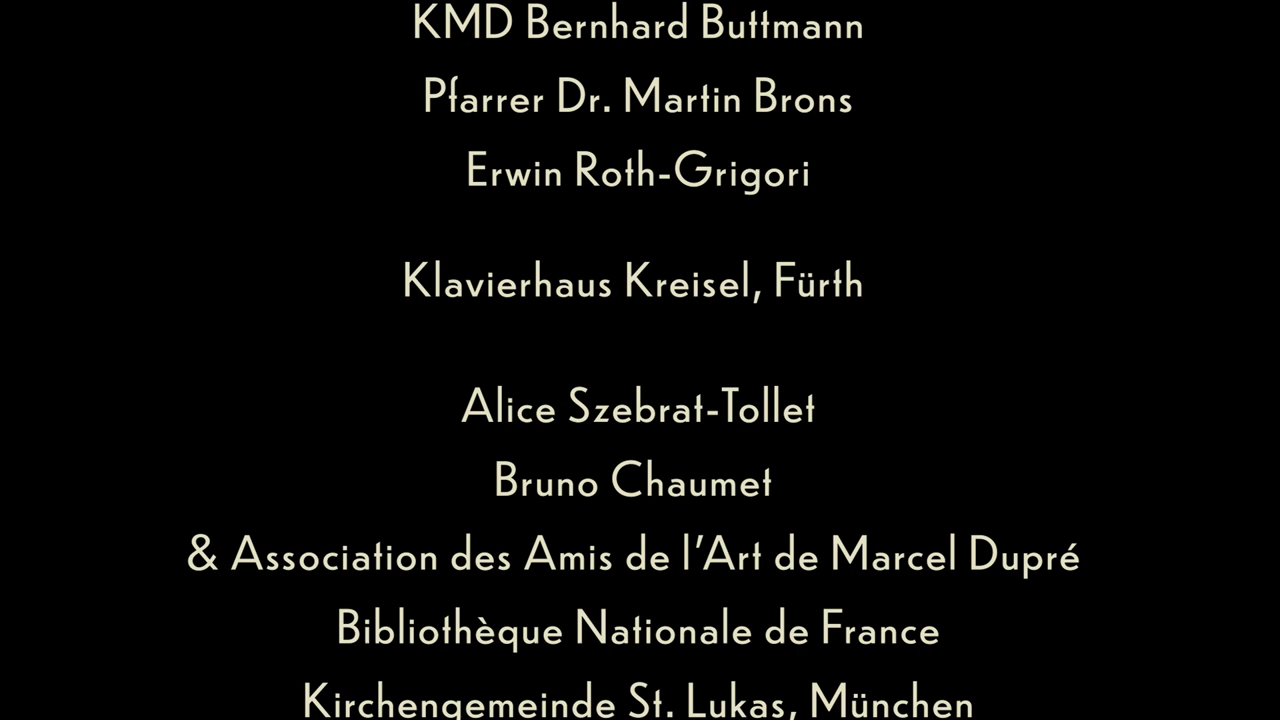 KMD Bernhard Buttmann
Pfarrer Dr. Martin Brons
Erwin Roth-Grigori
Klavierhaus Kreisel, Fürth
Alice Szebrat-Tollet
Bruno Chaumet
& Association des Amis de l'Art de Marcel Dupré
Bibliothèque Nationale de France
Kirchengemeinde St. Lukas, München